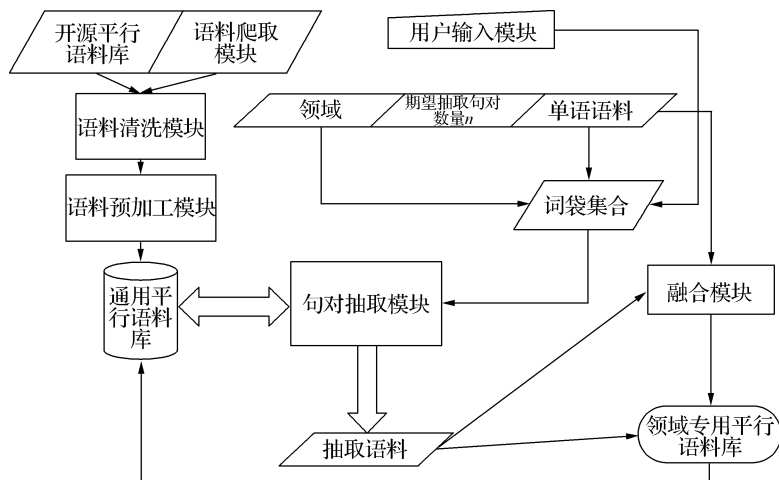 开源平行
语料库
语料爬取
模块
用户输入模块
语料清洗模块
领域
期望抽取句对
数量n
单语语料
语料预加工模块
词袋集合
通用平
行语料
库
句对抽取模块
融合模块
抽取语料
领域专用平行
语料库